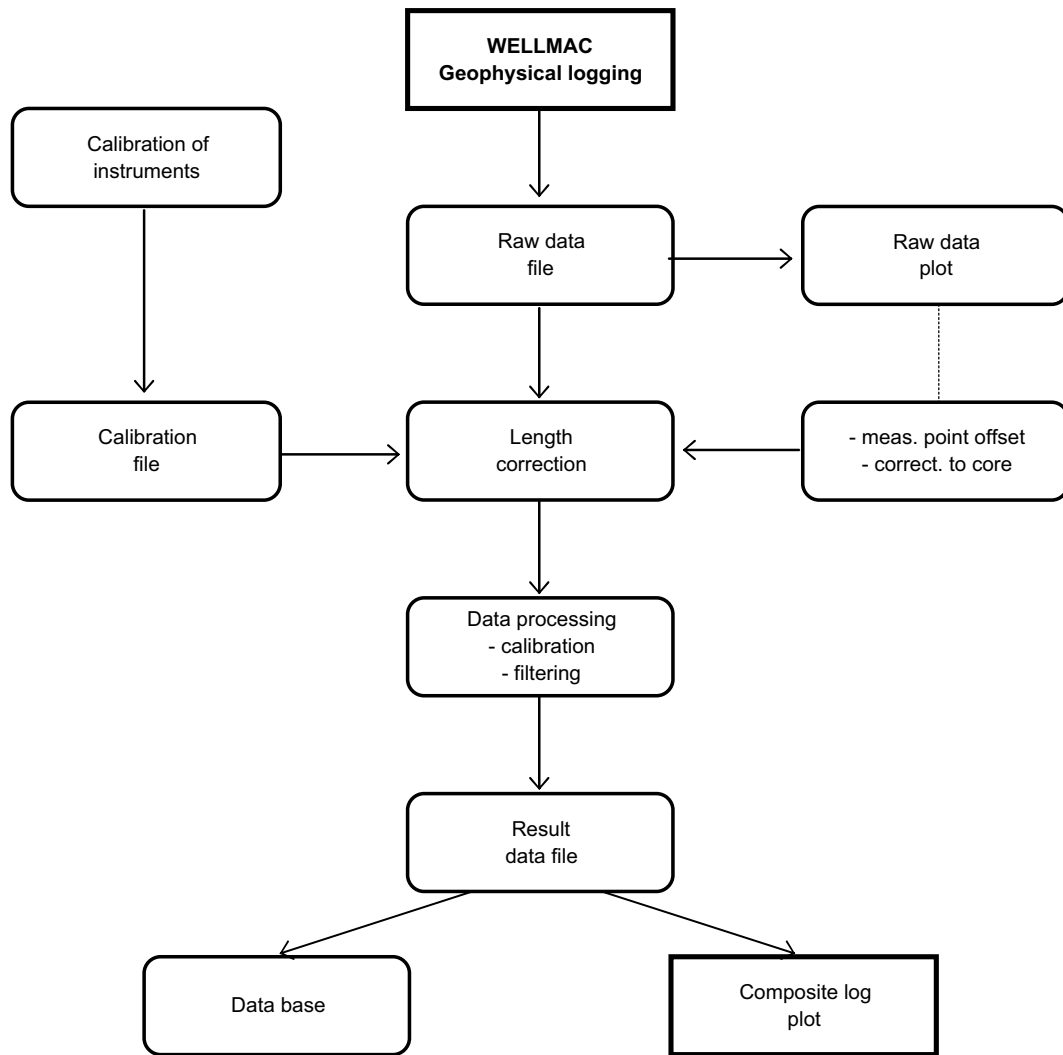 WELLMAC
Geophysical logging
Calibration of
instruments
Raw data
file
Raw data
plot
Calibration
file
Length
correction
- meas. point offset
- correct. to core
Data processing
- calibration
- filtering
Result
data file
Data base
Composite log
plot